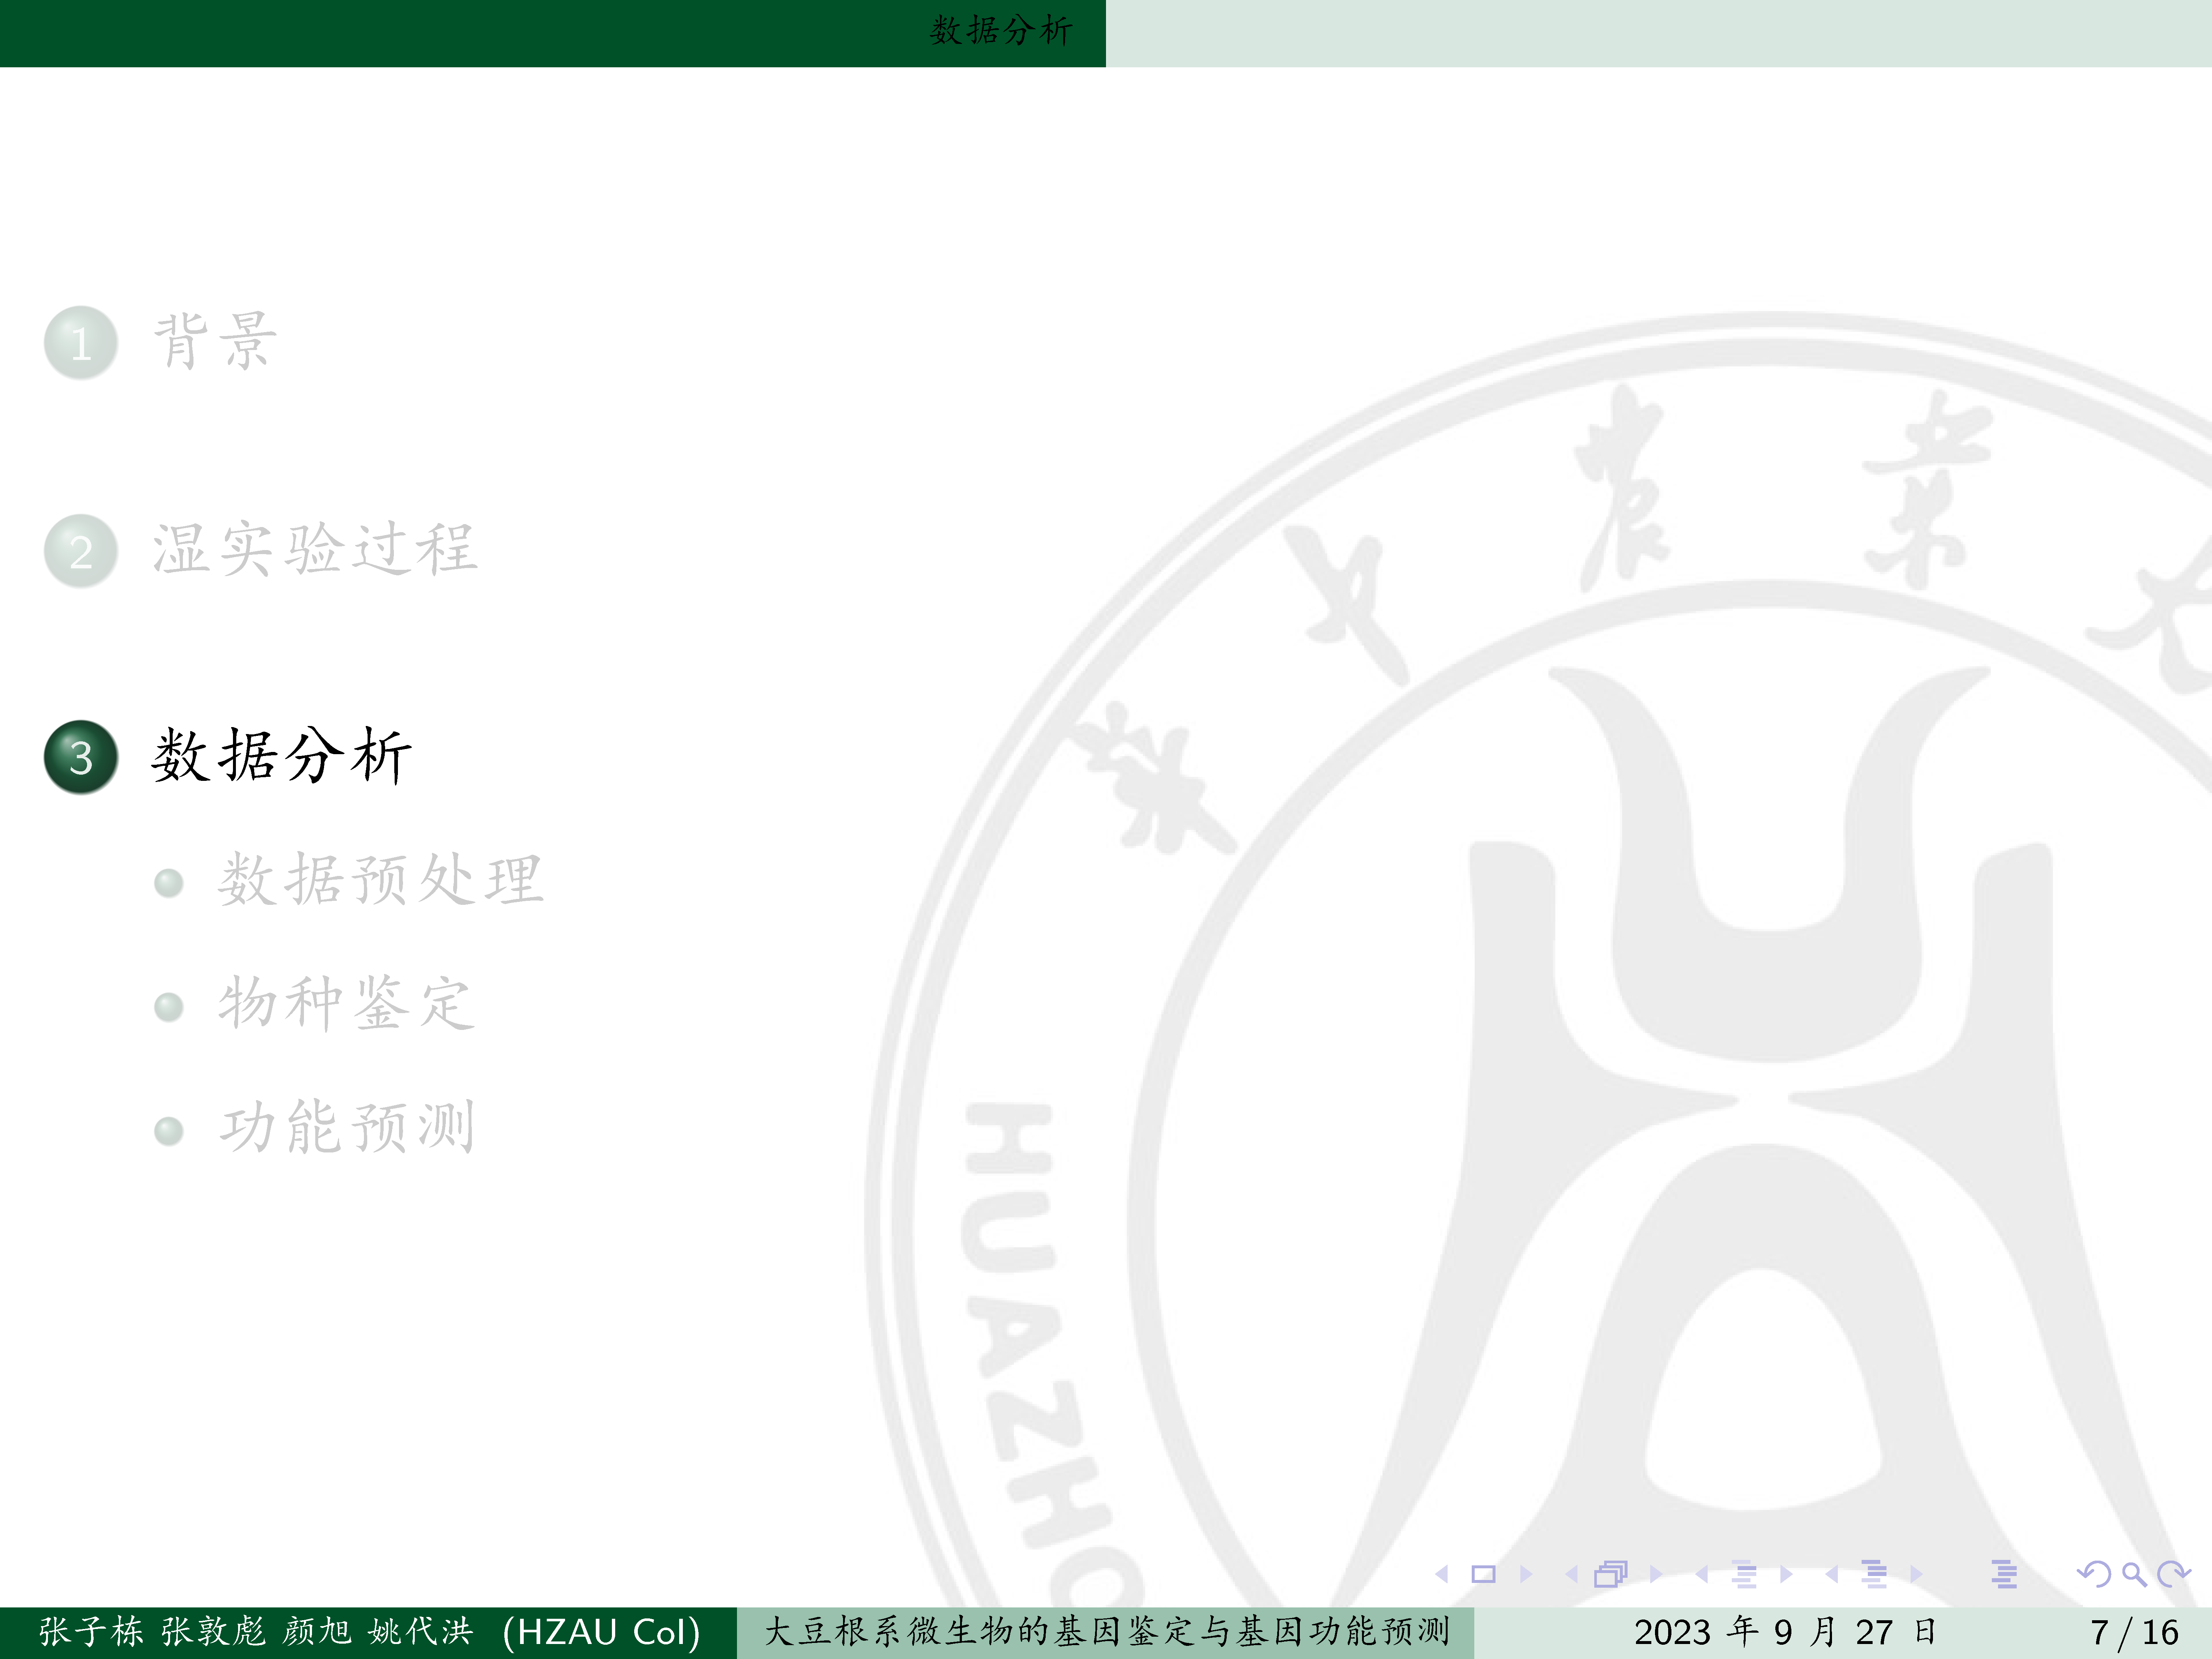 数据分析
1 背景
2 湿实验过程
3 数据分析
数据预处理
物种鉴定
功能预测
华中农业大
HUAZHO
张子栋 张敦彪 颜旭 姚代洪 (HZAU CoI)
大豆根系微生物的基因鉴定与基因功能预测
2023 年 9 月 27 日
7 / 16